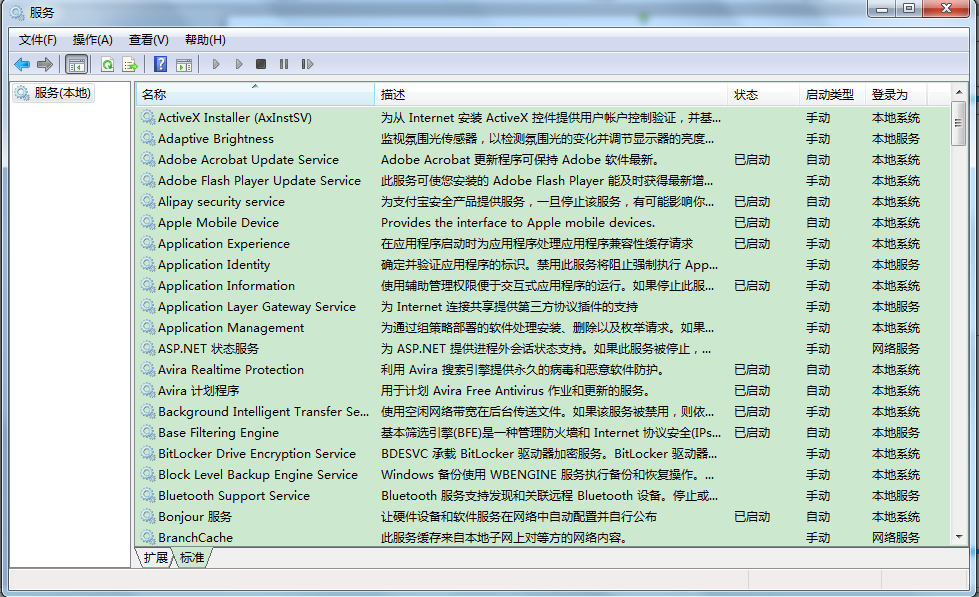 服务
文件(F) 操作(A) 查看(V) 帮助(H)
服务(本地)
名称 描述 状态 启动类型 登录为
ActiveX Installer (AxInstSV) 为从 Internet 安装 ActiveX 控件提供用户帐户控制验证，并基... 手动 本地系统
Adaptive Brightness 监视氛围光传感器，以检测氛围光的变化并调节显示器的亮度... 手动 本地服务
Adobe Acrobat Update Service Adobe Acrobat 更新程序可保持 Adobe 软件最新。 已启动 自动 本地系统
Adobe Flash Player Update Service 此服务可使您安装的 Adobe Flash Player 能及时获得最新增... 手动 本地系统
Alipay security service 为支付宝安全产品提供服务，一旦停止该服务，有可能影响你... 已启动 自动 本地系统
Apple Mobile Device Provides the interface to Apple mobile devices. 已启动 自动 本地系统
Application Experience 在应用程序启动时为应用程序处理应用程序兼容性缓存请求 已启动 手动 本地系统
Application Identity 确定并验证应用程序的标识。禁用此服务将阻止强制执行 App... 手动 本地服务
Application Information 使用辅助管理权限便于交互式应用程序的运行。如果停止此服... 已启动 手动 本地系统
Application Layer Gateway Service 为 Internet 连接共享提供第三方协议插件的支持 手动 本地服务
Application Management 为通过组策略部署的软件处理安装、删除以及枚举请求。如果... 手动 本地系统
ASP.NET 状态服务 为 ASP.NET 提供进程外会话状态支持。如果此服务被停止，... 手动 网络服务
Avira Realtime Protection 利用 Avira 搜索引擎提供永久的病毒和恶意软件防护。 已启动 自动 本地系统
Avira 计划程序 用于计划 Avira Free Antivirus 作业和更新的服务。 已启动 自动 本地系统
Background Intelligent Transfer Se... 使用空闲网络带宽在后台传送文件。如果该服务被禁用，则依... 已启动 手动 本地系统
Base Filtering Engine 基本筛选引擎(BFE)是一种管理防火墙和 Internet 协议安全(IPs... 已启动 自动 本地服务
BitLocker Drive Encryption Service BDESVC 承载 BitLocker 驱动器加密服务。BitLocker 驱动器... 手动 本地系统
Block Level Backup Engine Service Windows 备份使用 WBENGINE 服务执行备份和恢复操作。... 手动 本地系统
Bluetooth Support Service Bluetooth 服务支持发现和关联远程 Bluetooth 设备。停止或... 手动 本地服务
Bonjour 服务 让硬件设备和软件服务在网络中自动配置并自行公布 已启动 自动 本地系统
BranchCache 此服务缓存来自本地子网上对等方的网络内容。 手动 网络服务
扩展 标准